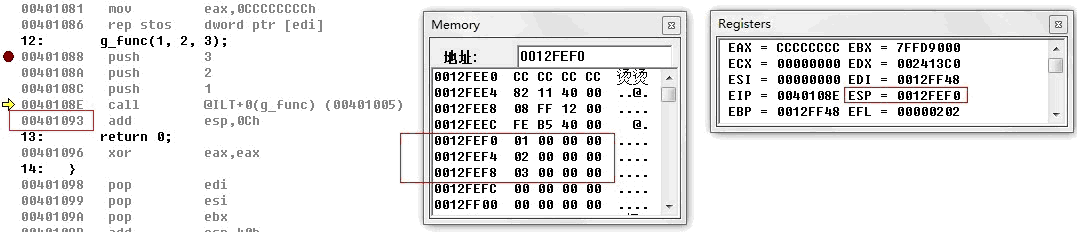 00401081 mov eax,0CCCCCCCCh
00401086 rep stos dword ptr [edi]
12: g_func(1, 2, 3);
00401088 push 3
0040108A push 2
0040108C push 1
0040108E call @ILT+0(g_func) (00401005)
00401093 add esp,0Ch
13: return 0;
00401096 xor eax,eax
14: }
00401098 pop edi
00401099 pop esi
0040109A pop ebx
0040109B add esp,40h
Memory
地址: 0012FEF0
0012FEE0 CC CC CC CC 烫烫
0012FEE4 82 11 40 00 ..@.
0012FEE8 08 FF 12 00 ....
0012FEEC FE B5 40 00 @.
0012FEF0 01 00 00 00 ....
0012FEF4 02 00 00 00 ....
0012FEF8 03 00 00 00 ....
0012FEFC 00 00 00 00 ....
0012FF00 00 00 00 00 ....
Registers
EAX = CCCCCCCC EBX = 7FFD9000
ECX = 00000000 EDX = 002413C0
ESI = 00000000 EDI = 0012FF48
EIP = 0040108E ESP = 0012FEF0
EBP = 0012FF48 EFL = 00000202